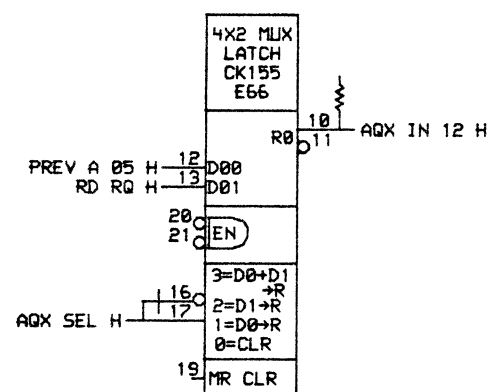 4X2 MUX
LATCH
CK155
E66
10
R0
AQX IN 12 H
11
PREV A 05 H
12
D00
RD RQ H
13
D01
20
21
EN
3=D0+D1
→R
16
2=D1→R
17
AQX SEL H
1=D0→R
0=CLR
19
MR CLR